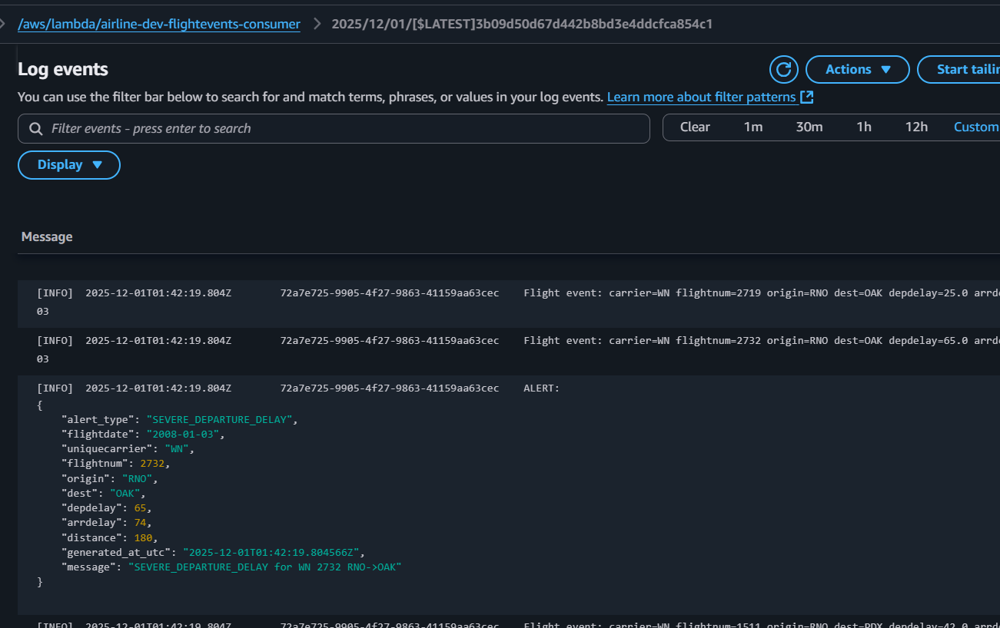 /aws/lambda/airline-dev-flightevents-consumer > 2025/12/01/[$LATEST]3b09d50d67d442b8bd3e4ddcfca854c1
Log events
Actions ▼
Start tailin
You can use the filter bar below to search for and match terms, phrases, or values in your log events. Learn more about filter patterns
Filter events - press enter to search
Clear 1m 30m 1h 12h Custom
Display ▼
Message
[INFO] 2025-12-01T01:42:19.804Z 72a7e725-9905-4f27-9863-41159aa63cec Flight event: carrier=WN flightnum=2719 origin=RNO dest=OAK depdelay=25.0 arrde
03
[INFO] 2025-12-01T01:42:19.804Z 72a7e725-9905-4f27-9863-41159aa63cec Flight event: carrier=WN flightnum=2732 origin=RNO dest=OAK depdelay=65.0 arrde
03
[INFO] 2025-12-01T01:42:19.804Z 72a7e725-9905-4f27-9863-41159aa63cec ALERT:
{
"alert_type": "SEVERE_DEPARTURE_DELAY",
"flightdate": "2008-01-03",
"uniquecarrier": "WN",
"flightnum": 2732,
"origin": "RNO",
"dest": "OAK",
"depdelay": 65,
"arrdelay": 74,
"distance": 180,
"generated_at_utc": "2025-12-01T01:42:19.804566Z",
"message": "SEVERE_DEPARTURE_DELAY for WN 2732 RNO->OAK"
}
[INFO] 2025-12-01T01:42:19.804Z 72a7e725-9905-4f27-9863-41159aa63cec Flight event: carrier=WN flightnum=1511 origin=RNO dest=PDX depdelay=42.0 arrde